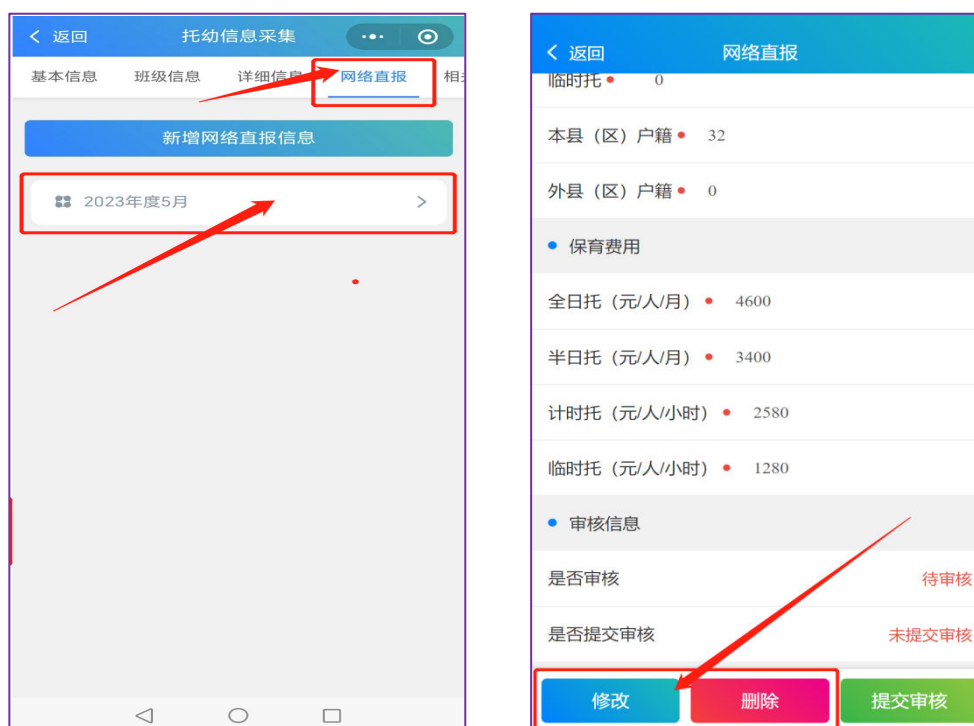 返回 托幼信息采集
基本信息 班级信息 详细信息 网络直报
新增网络直报信息
2023年度5月
返回 网络直报
临时托 0
本县（区）户籍 32
外县（区）户籍 0
保育费用
全日托（元/人/月） 4600
半日托（元/人/月） 3400
计时托（元/人/小时） 2580
临时托（元/人/小时） 1280
审核信息
是否审核 待审核
是否提交审核 未提交审核
修改 删除 提交审核